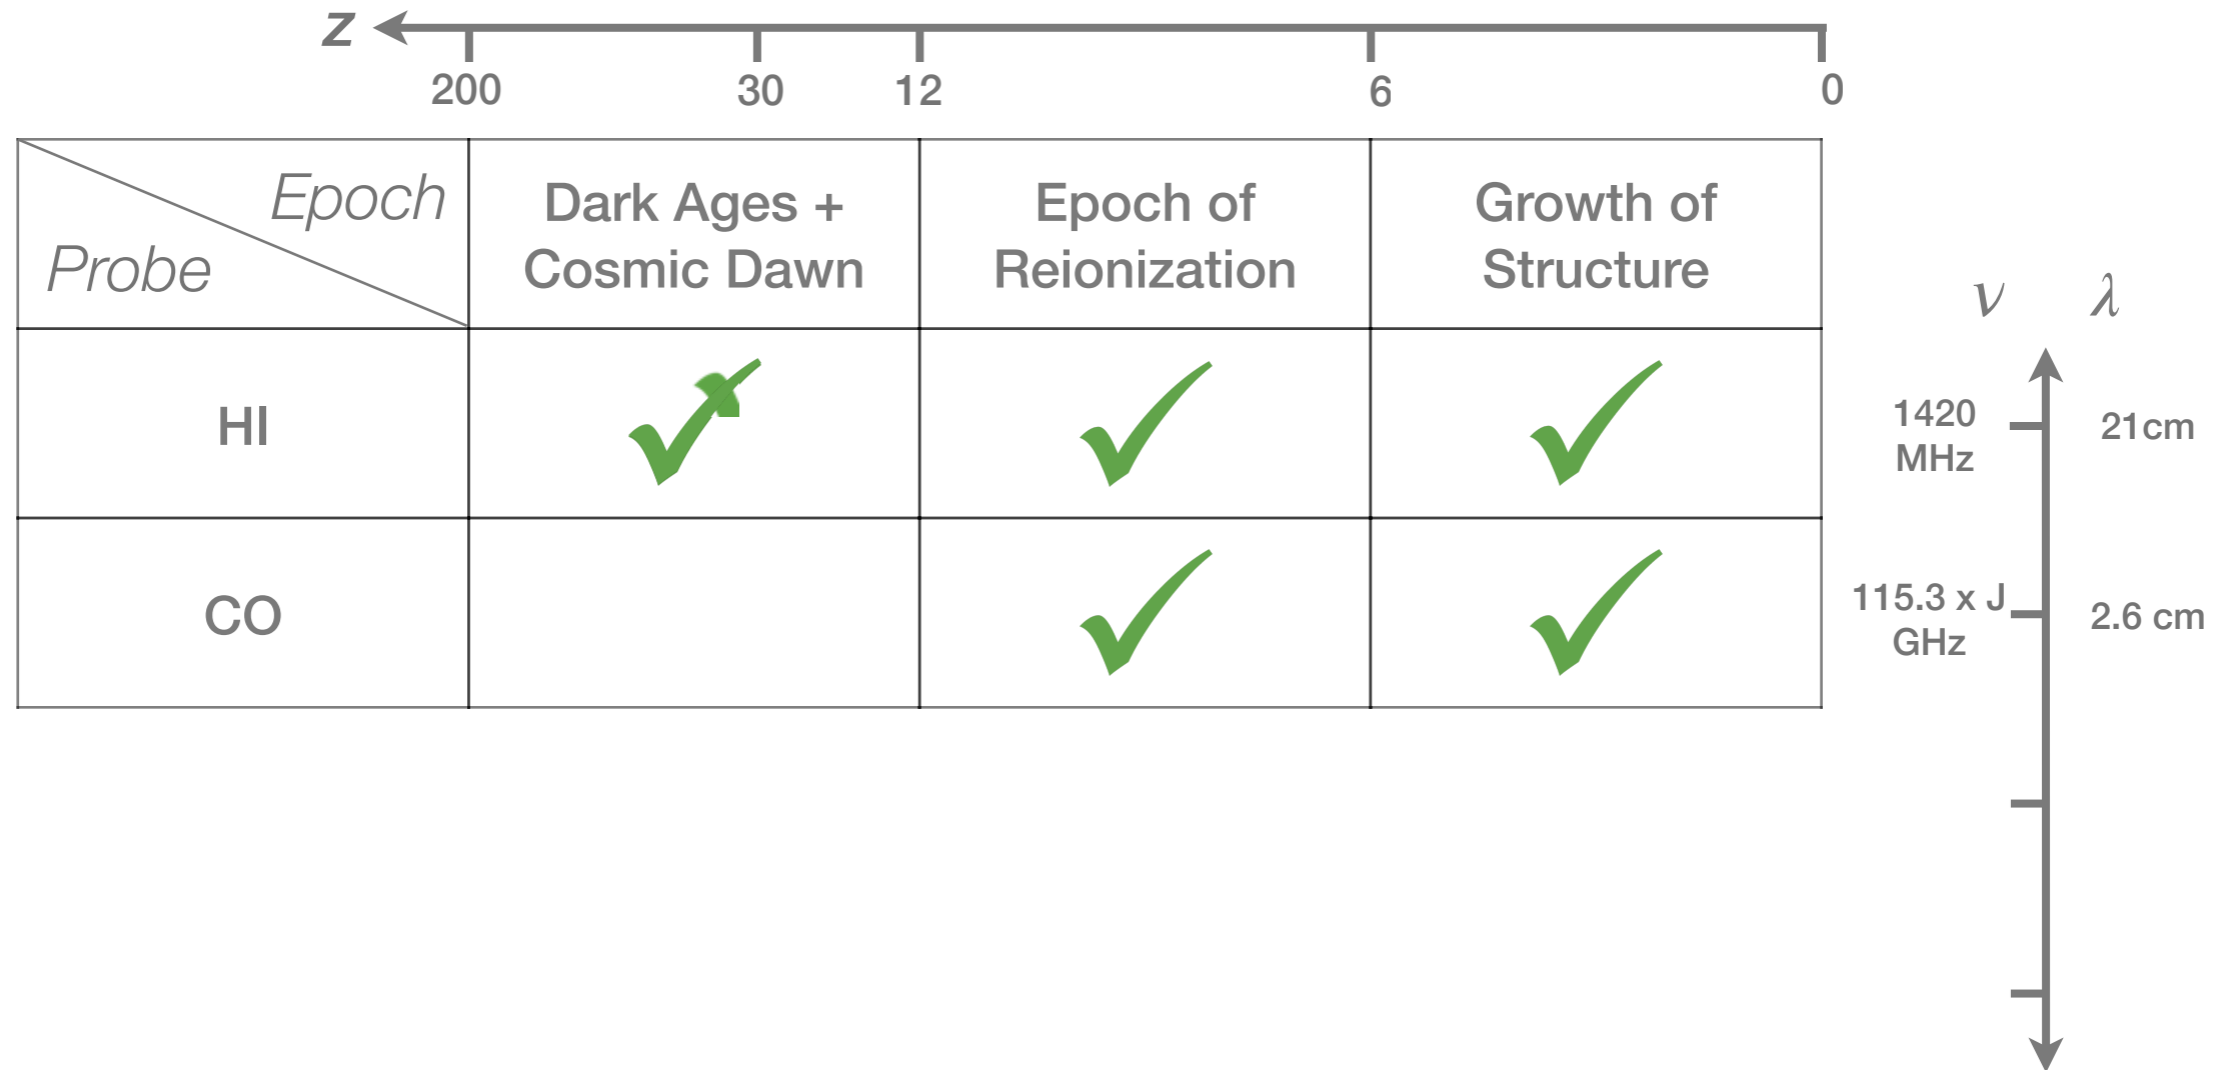 z
200 30 12 6 0
Epoch
Probe
Dark Ages +
Cosmic Dawn
Epoch of
Reionization
Growth of
Structure
ν λ
HI
1420
MHz
21cm
CO
115.3 x J
GHz
2.6 cm